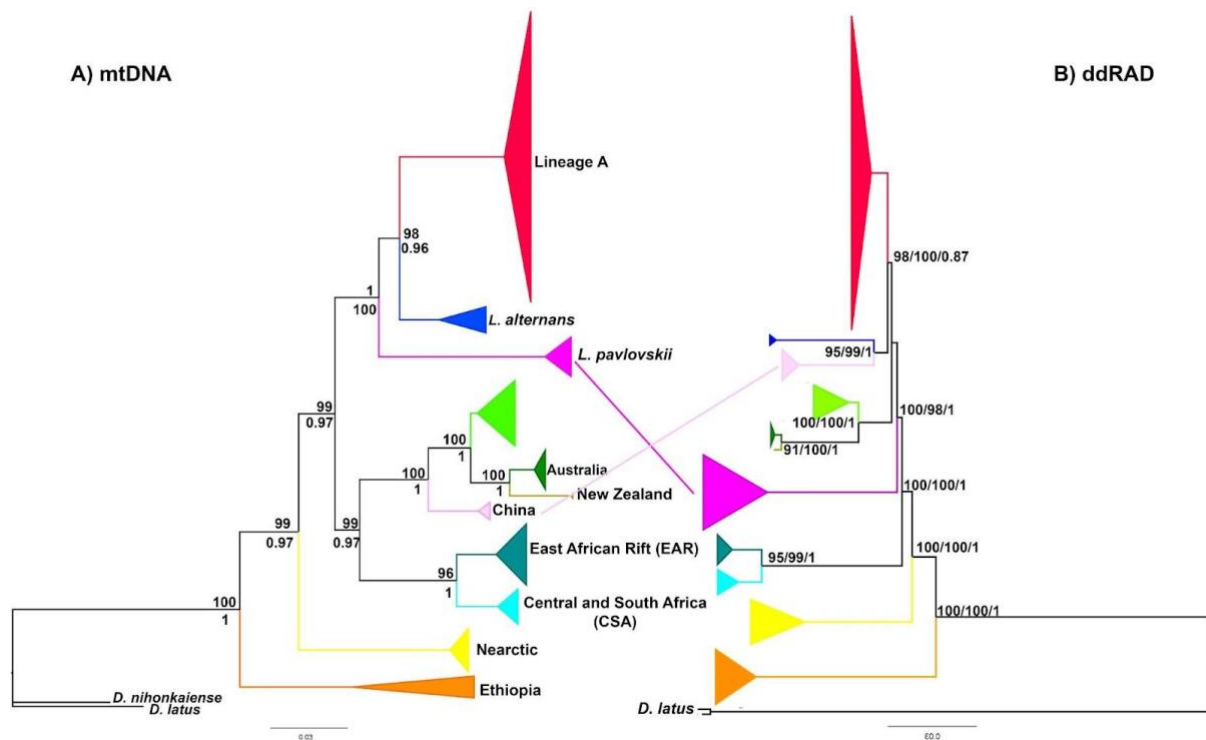 A) mtDNA
B) ddRAD
Lineage A
98
0.96
1
100
L. alternans
L. pavlovskii
99
0.97
100
1
100
1
100
1
Australia
New Zealand
China
99
0.97
99
0.97
96
1
East African Rift (EAR)
Central and South Africa
(CSA)
100
1
Nearctic
Ethiopia
D. nihonkaiense
D. latus
0.03
98/100/0.87
95/99/1
100/98/1
100/100/1
91/100/1
100/100/1
95/99/1
100/100/1
100/100/1
D. latus